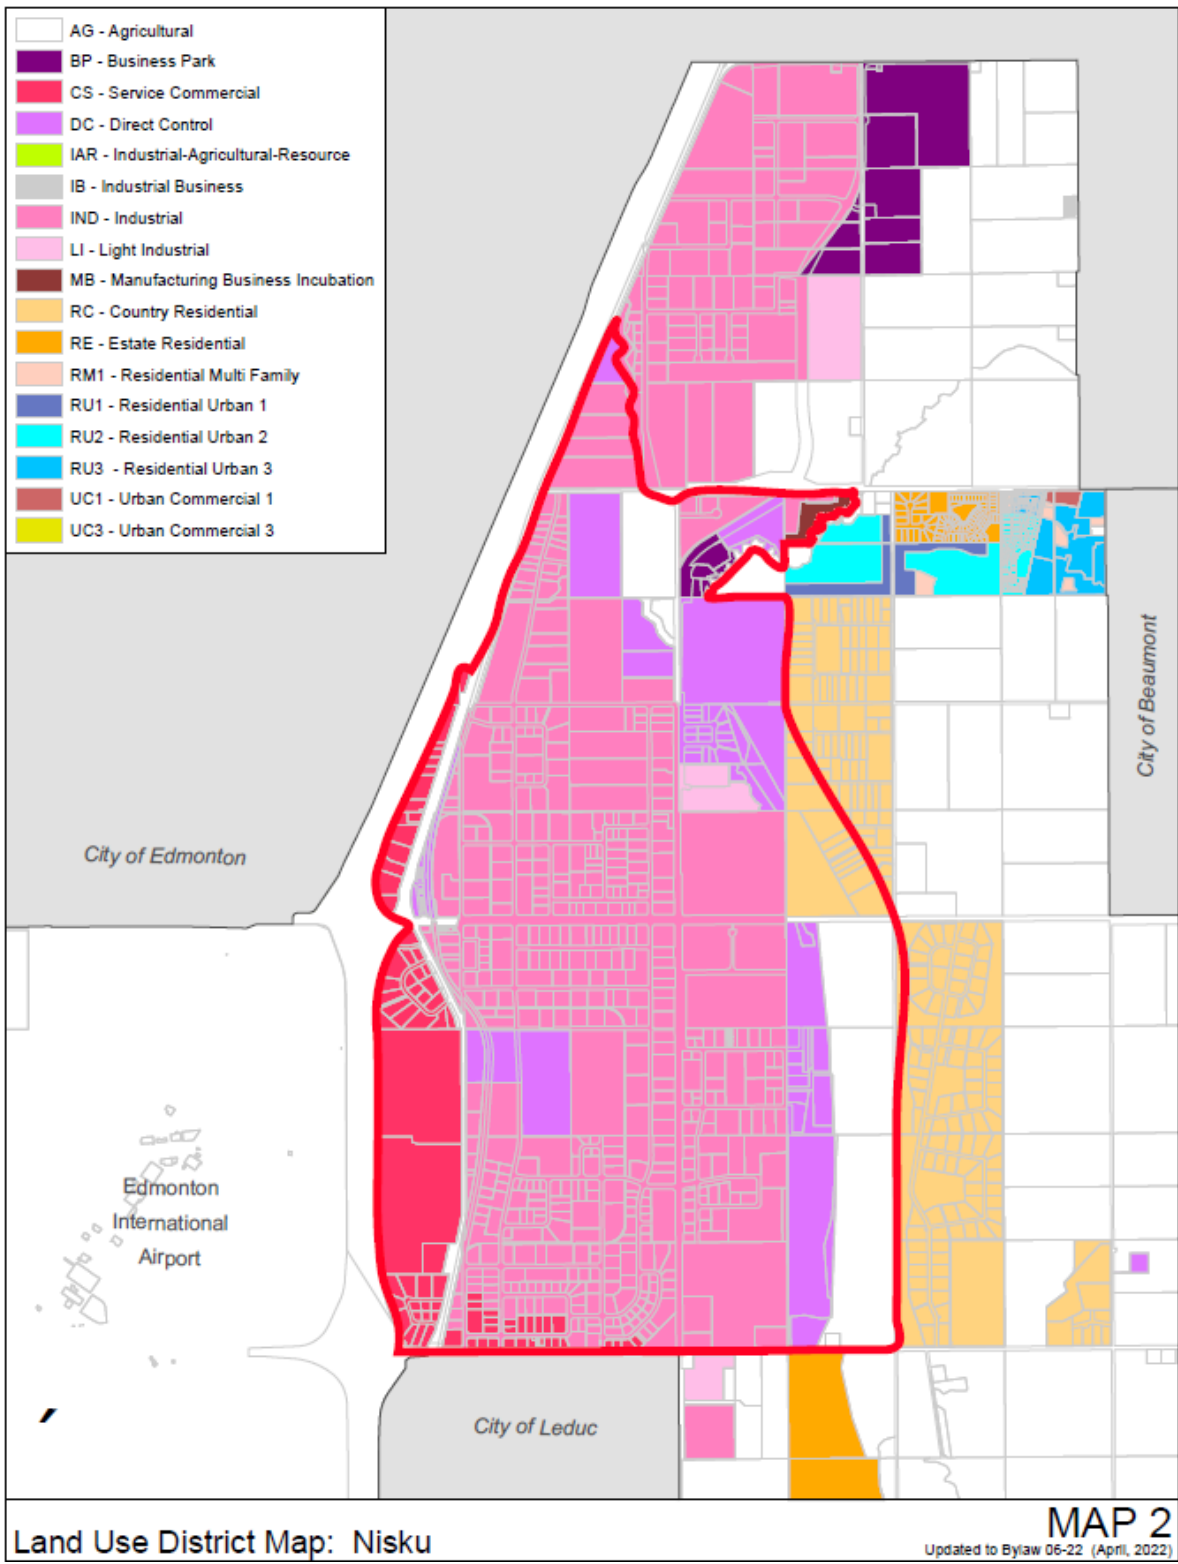 AG - Agricultural
BP - Business Park
CS - Service Commercial
DC - Direct Control
IAR - Industrial-Agricultural-Resource
IB - Industrial Business
IND - Industrial
LI - Light Industrial
MB - Manufacturing Business Incubation
RC - Country Residential
RE - Estate Residential
RM1 - Residential Multi Family
RU1 - Residential Urban 1
RU2 - Residential Urban 2
RU3 - Residential Urban 3
UC1 - Urban Commercial 1
UC3 - Urban Commercial 3
City of Beaumont
City of Edmonton
Edmonton
International
Airport
City of Leduc
Land Use District Map: Nisku
MAP 2
Updated to Bylaw 06-22 (April, 2022)